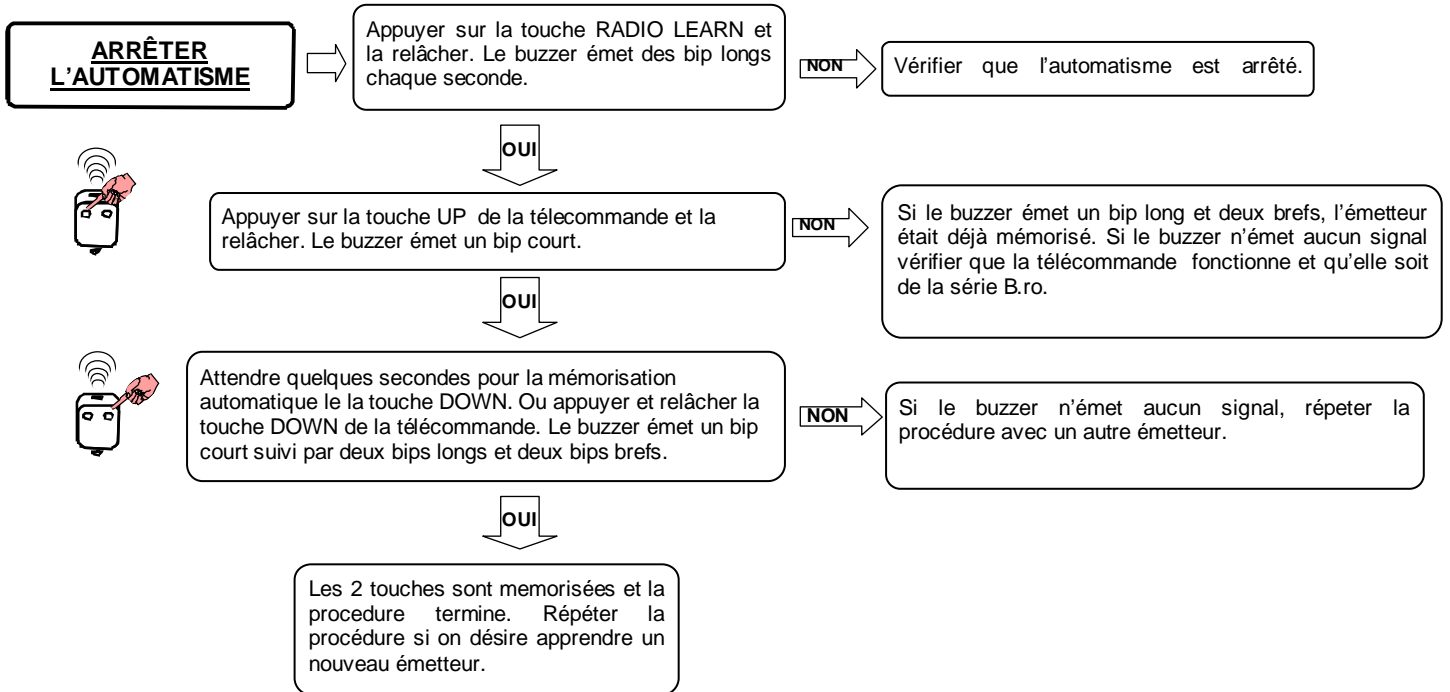 ARRÊTER
L'AUTOMATISME
Appuyer sur la touche RADIO LEARN et
la relâcher. Le buzzer émet des bip longs
chaque seconde.
NON
Vérifier que l'automatisme est arrêté.
OUI
Appuyer sur la touche UP de la télecommande et la
relâcher. Le buzzer émet un bip court.
NON
Si le buzzer émet un bip long et deux brefs, l'émetteur
était déjà mémorisé. Si le buzzer n'émet aucun signal
vérifier que la télécommande fonctionne et qu'elle soit
de la série B.ro.
OUI
Attendre quelques secondes pour la mémorisation
automatique le la touche DOWN. Ou appuyer et relâcher la
touche DOWN de la télécommande. Le buzzer émet un bip
court suivi par deux bips longs et deux bips brefs.
NON
Si le buzzer n'émet aucun signal, répeter la
procédure avec un autre émetteur.
OUI
Les 2 touches sont memorisées et la
procedure termine. Répéter la
procédure si on désire apprendre un
nouveau émetteur.